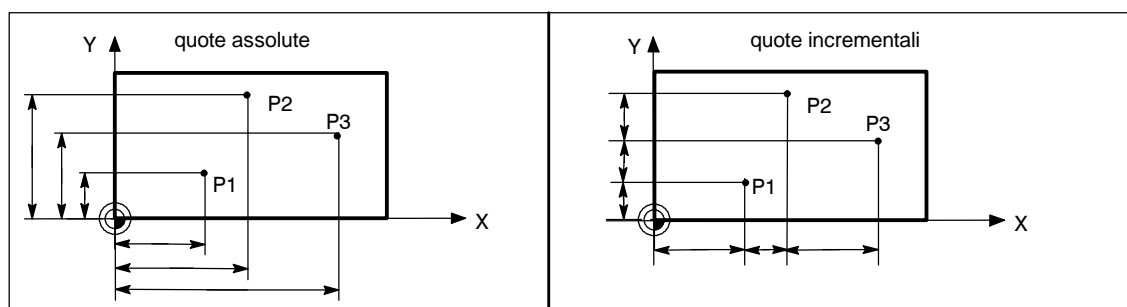 quote assolute
Y
P2
P3
P1
X
quote incrementali
Y
P2
P3
P1
X